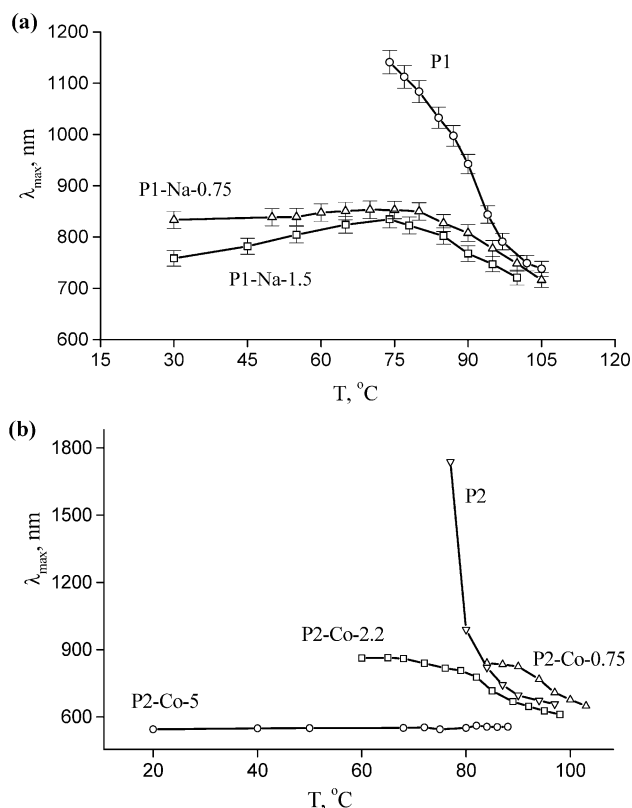 (a)
1200
1100
1000
900
800
700
600
λmax, nm
P1
P1-Na-0.75
P1-Na-1.5
15 30 45 60 75 90 105 120
T, °C
(b)
1800
1500
1200
900
600
λmax, nm
P2
P2-Co-2.2
P2-Co-0.75
P2-Co-5
20 40 60 80 100
T, °C